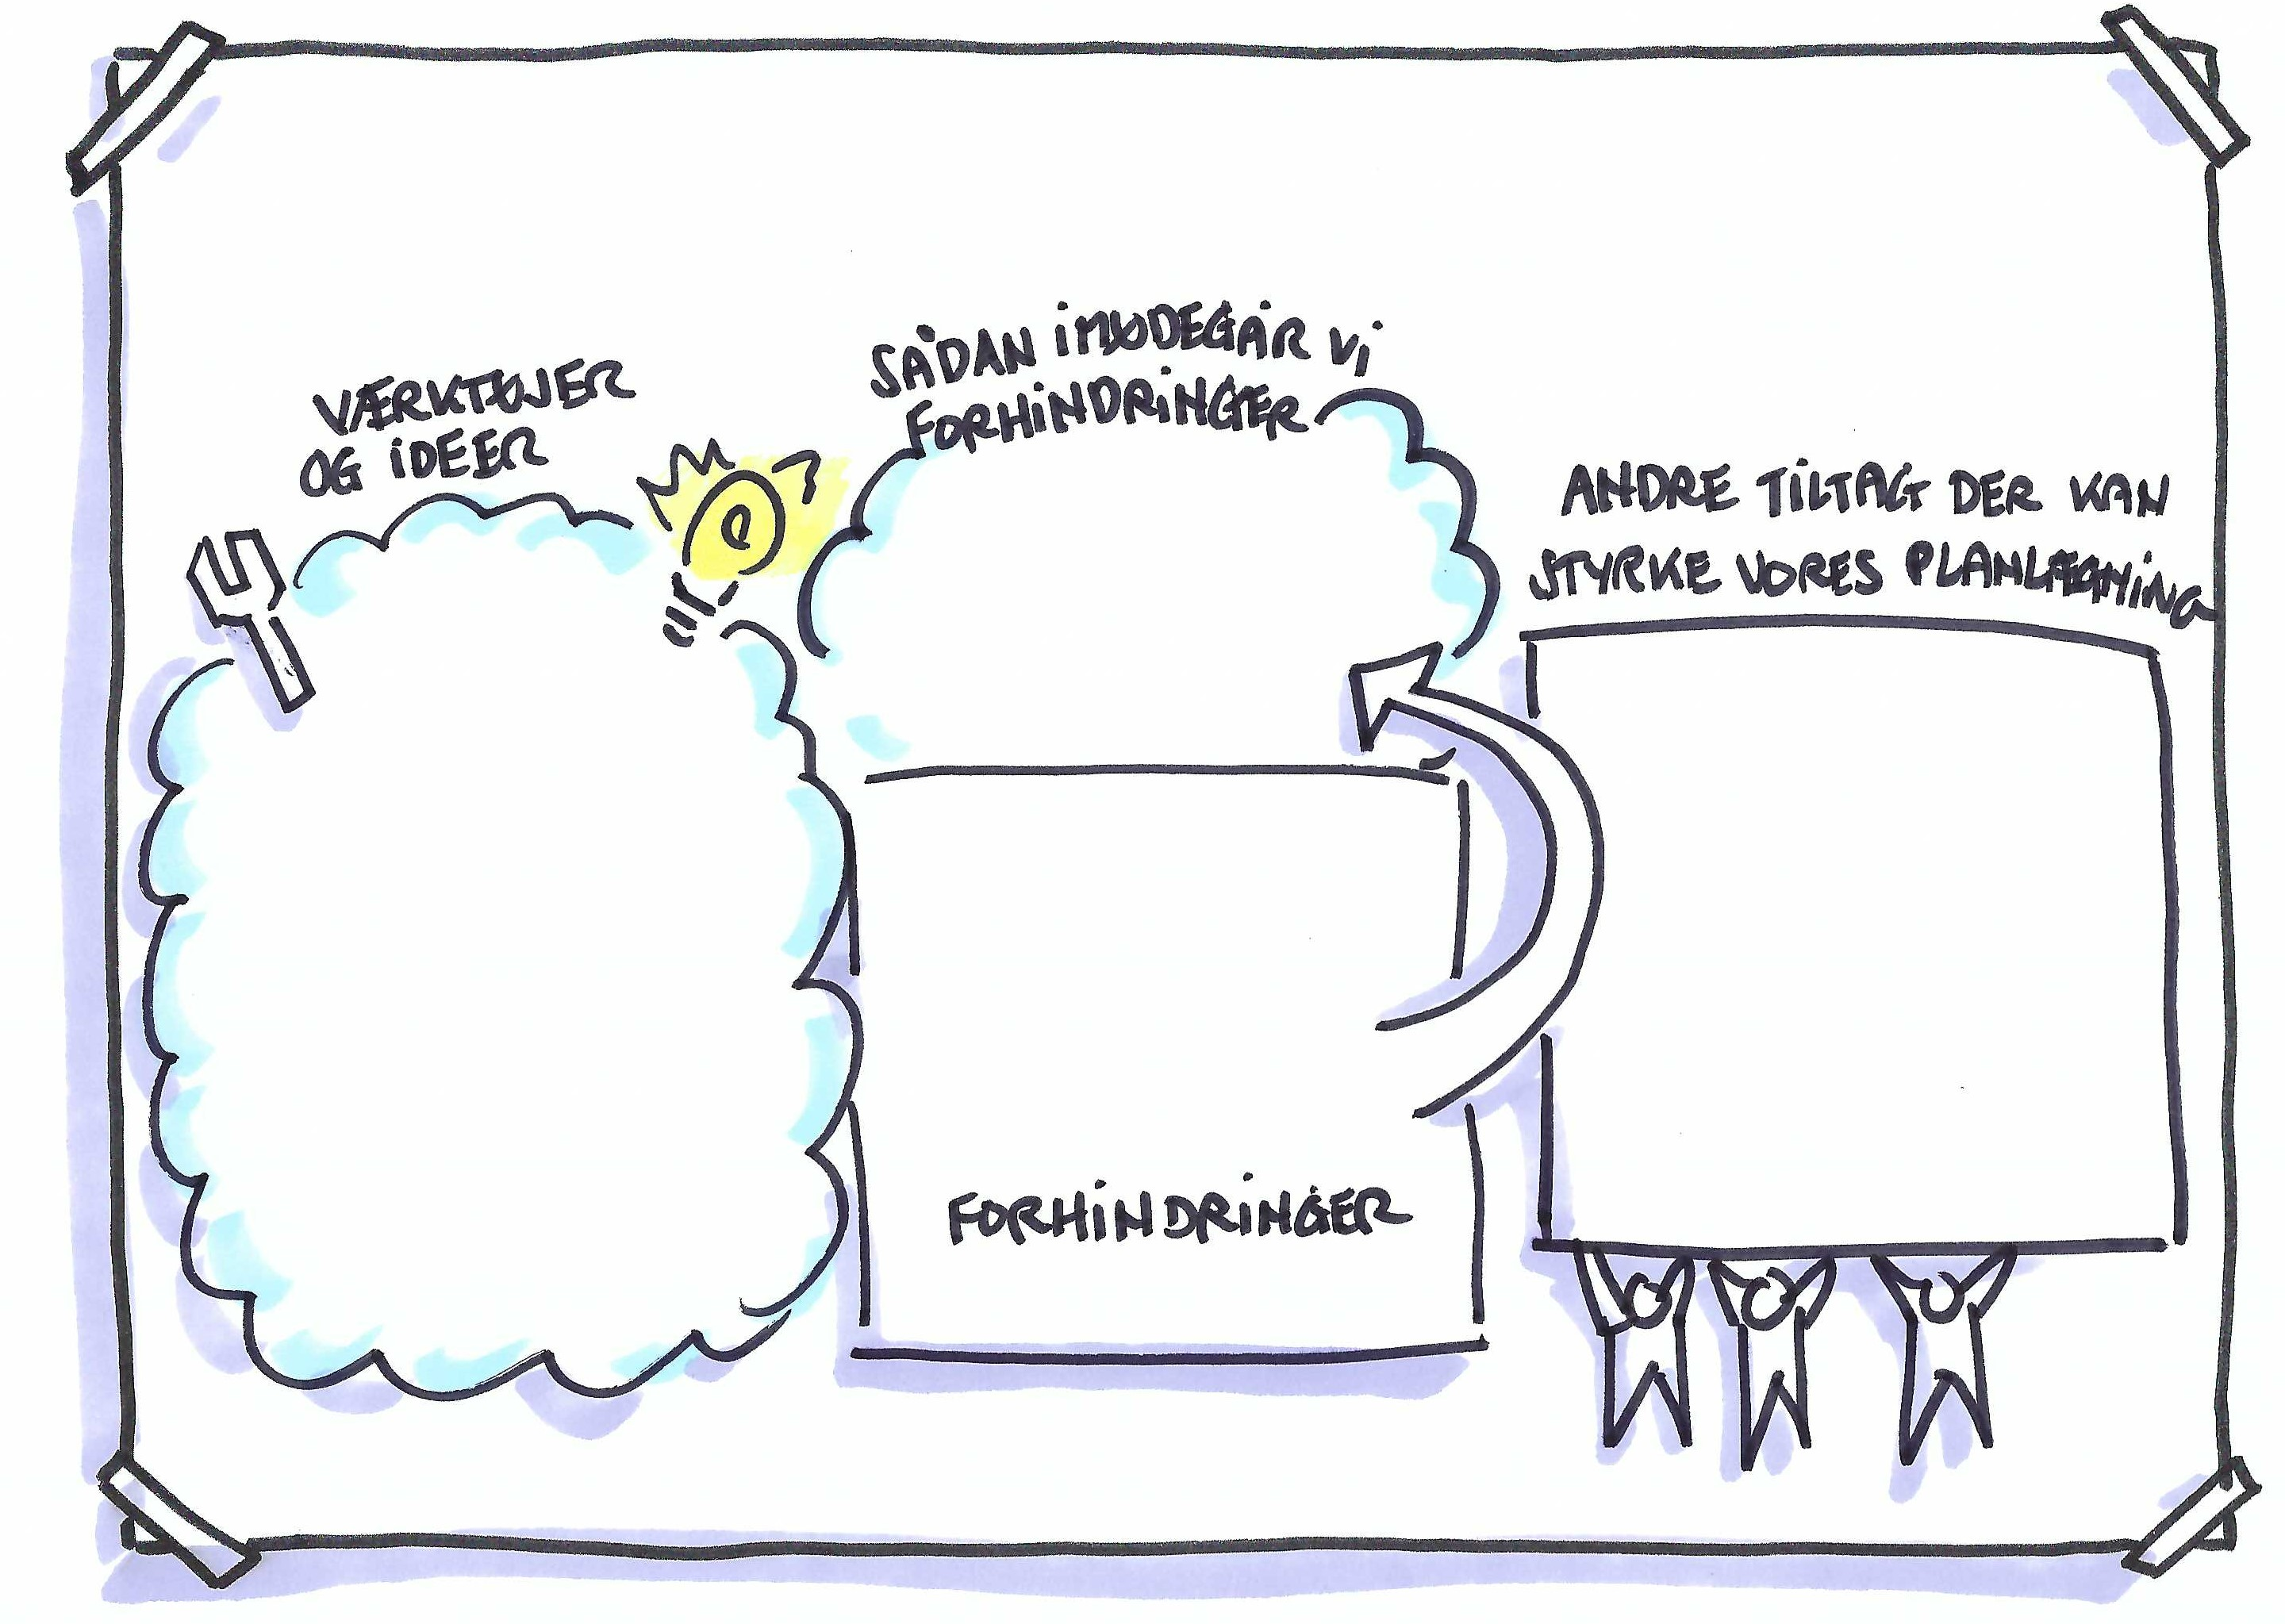 VÆRKTØJER
OG IDEER
SÅDAN IMØDEGÅR VI
FORHINDRINGER
ANDRE TILTAG DER KAN
STYRKE VORES PLANLÆGNING
FORHINDRINGER